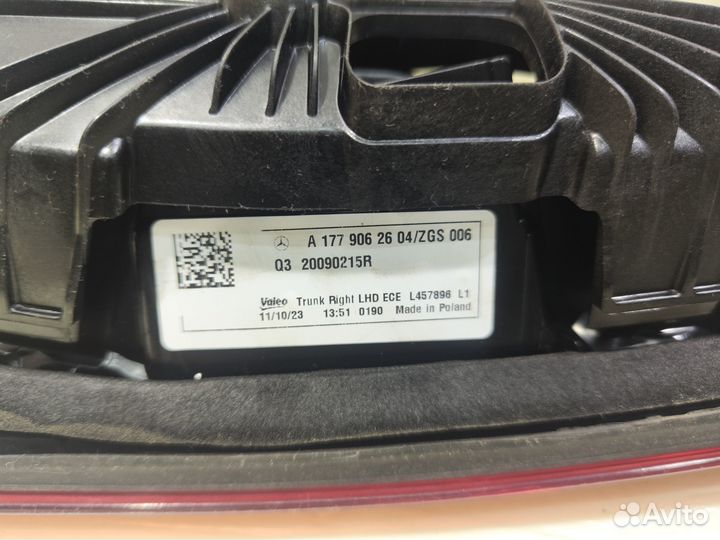 A 177 906 26 04/ZGS 006
Q3 20090215R
Valeo Trunk Right LHD ECE L457896 L1
11/10/23 13:51 0190 Made in Poland
Avito